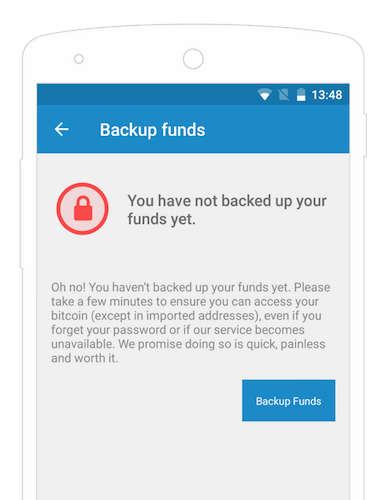 13:48
Backup funds
You have not backed up your
funds yet.
Oh no! You haven't backed up your funds yet. Please
take a few minutes to ensure you can access your
bitcoin (except in imported addresses), even if you
forget your password or if our service becomes
unavailable. We promise doing so is quick, painless
and worth it.
Backup Funds